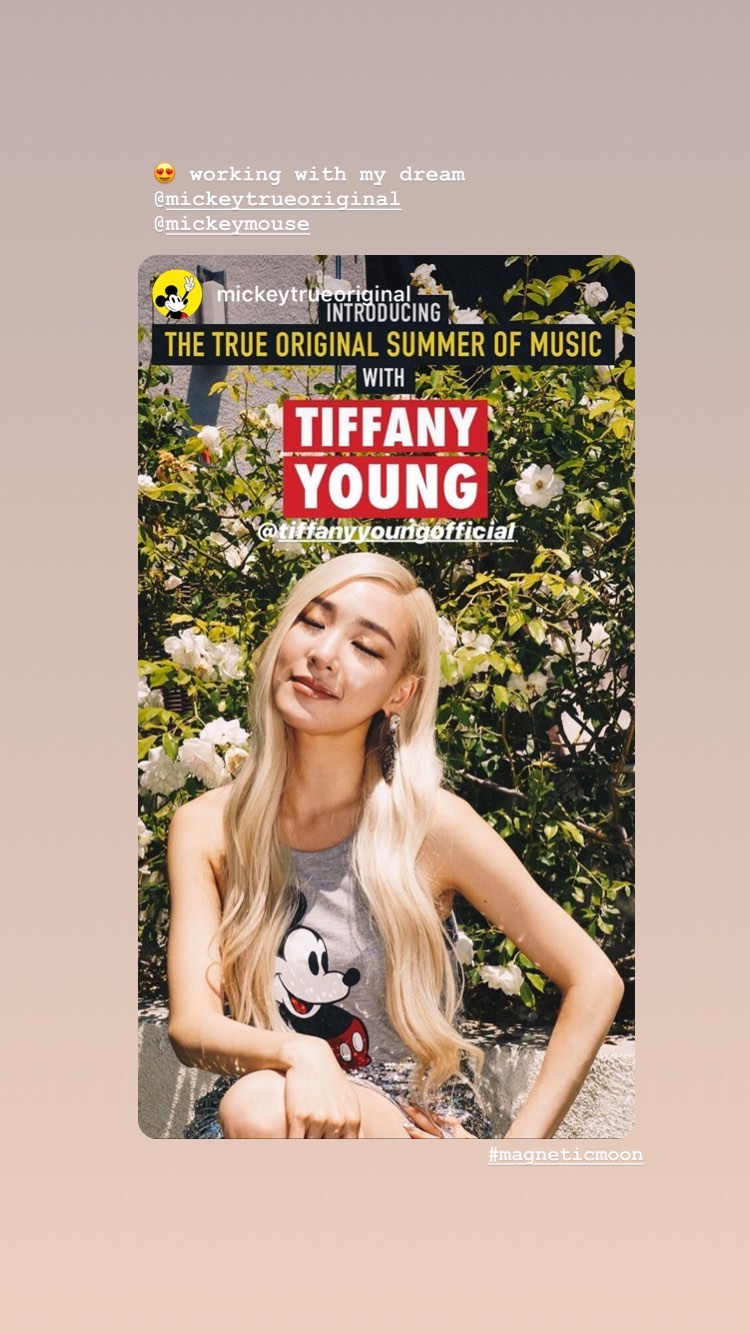 😍 working with my dream
@mickeytrueoriginal
@mickeymouse
mickeytrueoriginal
INTRODUCING
THE TRUE ORIGINAL SUMMER OF MUSIC
WITH
TIFFANY
YOUNG
@tiffanyyoungofficial
#magneticmoon